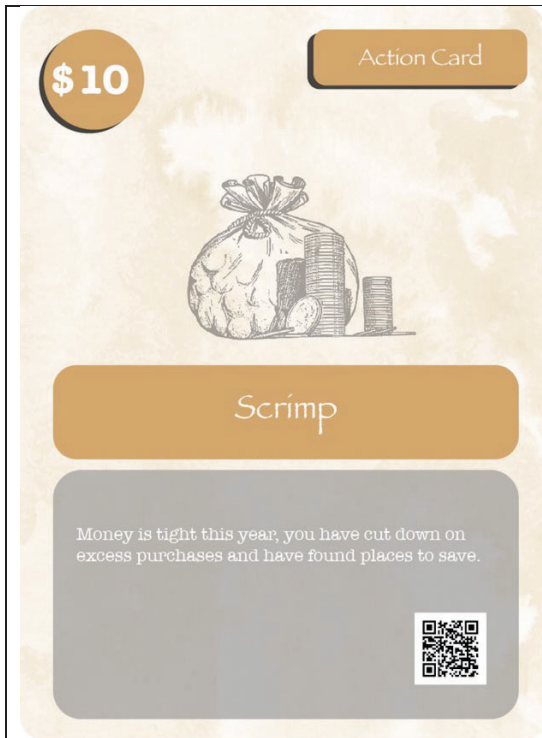 $10
Action Card
Scrimp
Money is tight this year, you have cut down on
excess purchases and have found places to save.